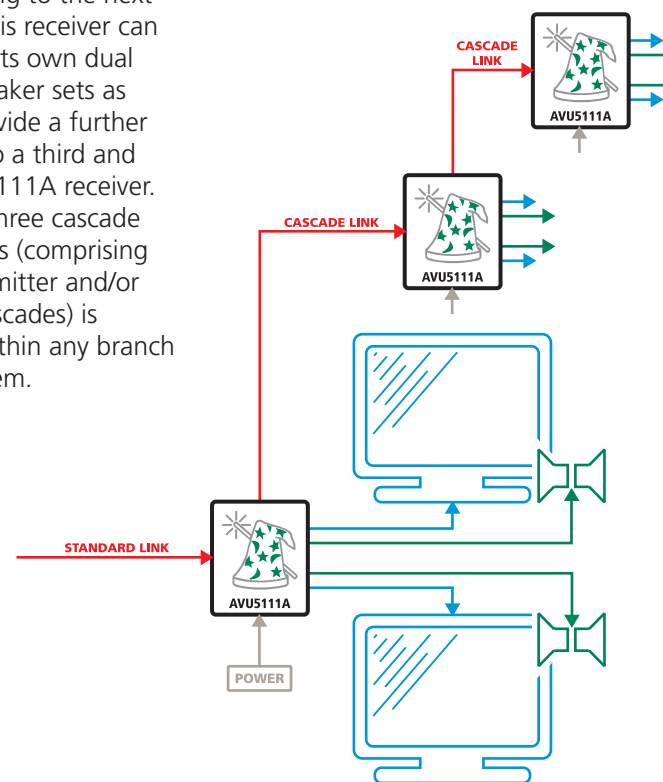 ng to the next
is receiver can
ts own dual
aker sets as
vide a further
o a third and
111A receiver.
hree cascade
s (comprising
mitter and/or
scades) is
thin any branch
em.
CASCADE
LINK
AVU5111A
CASCADE LINK
AVU5111A
STANDARD LINK
AVU5111A
POWER